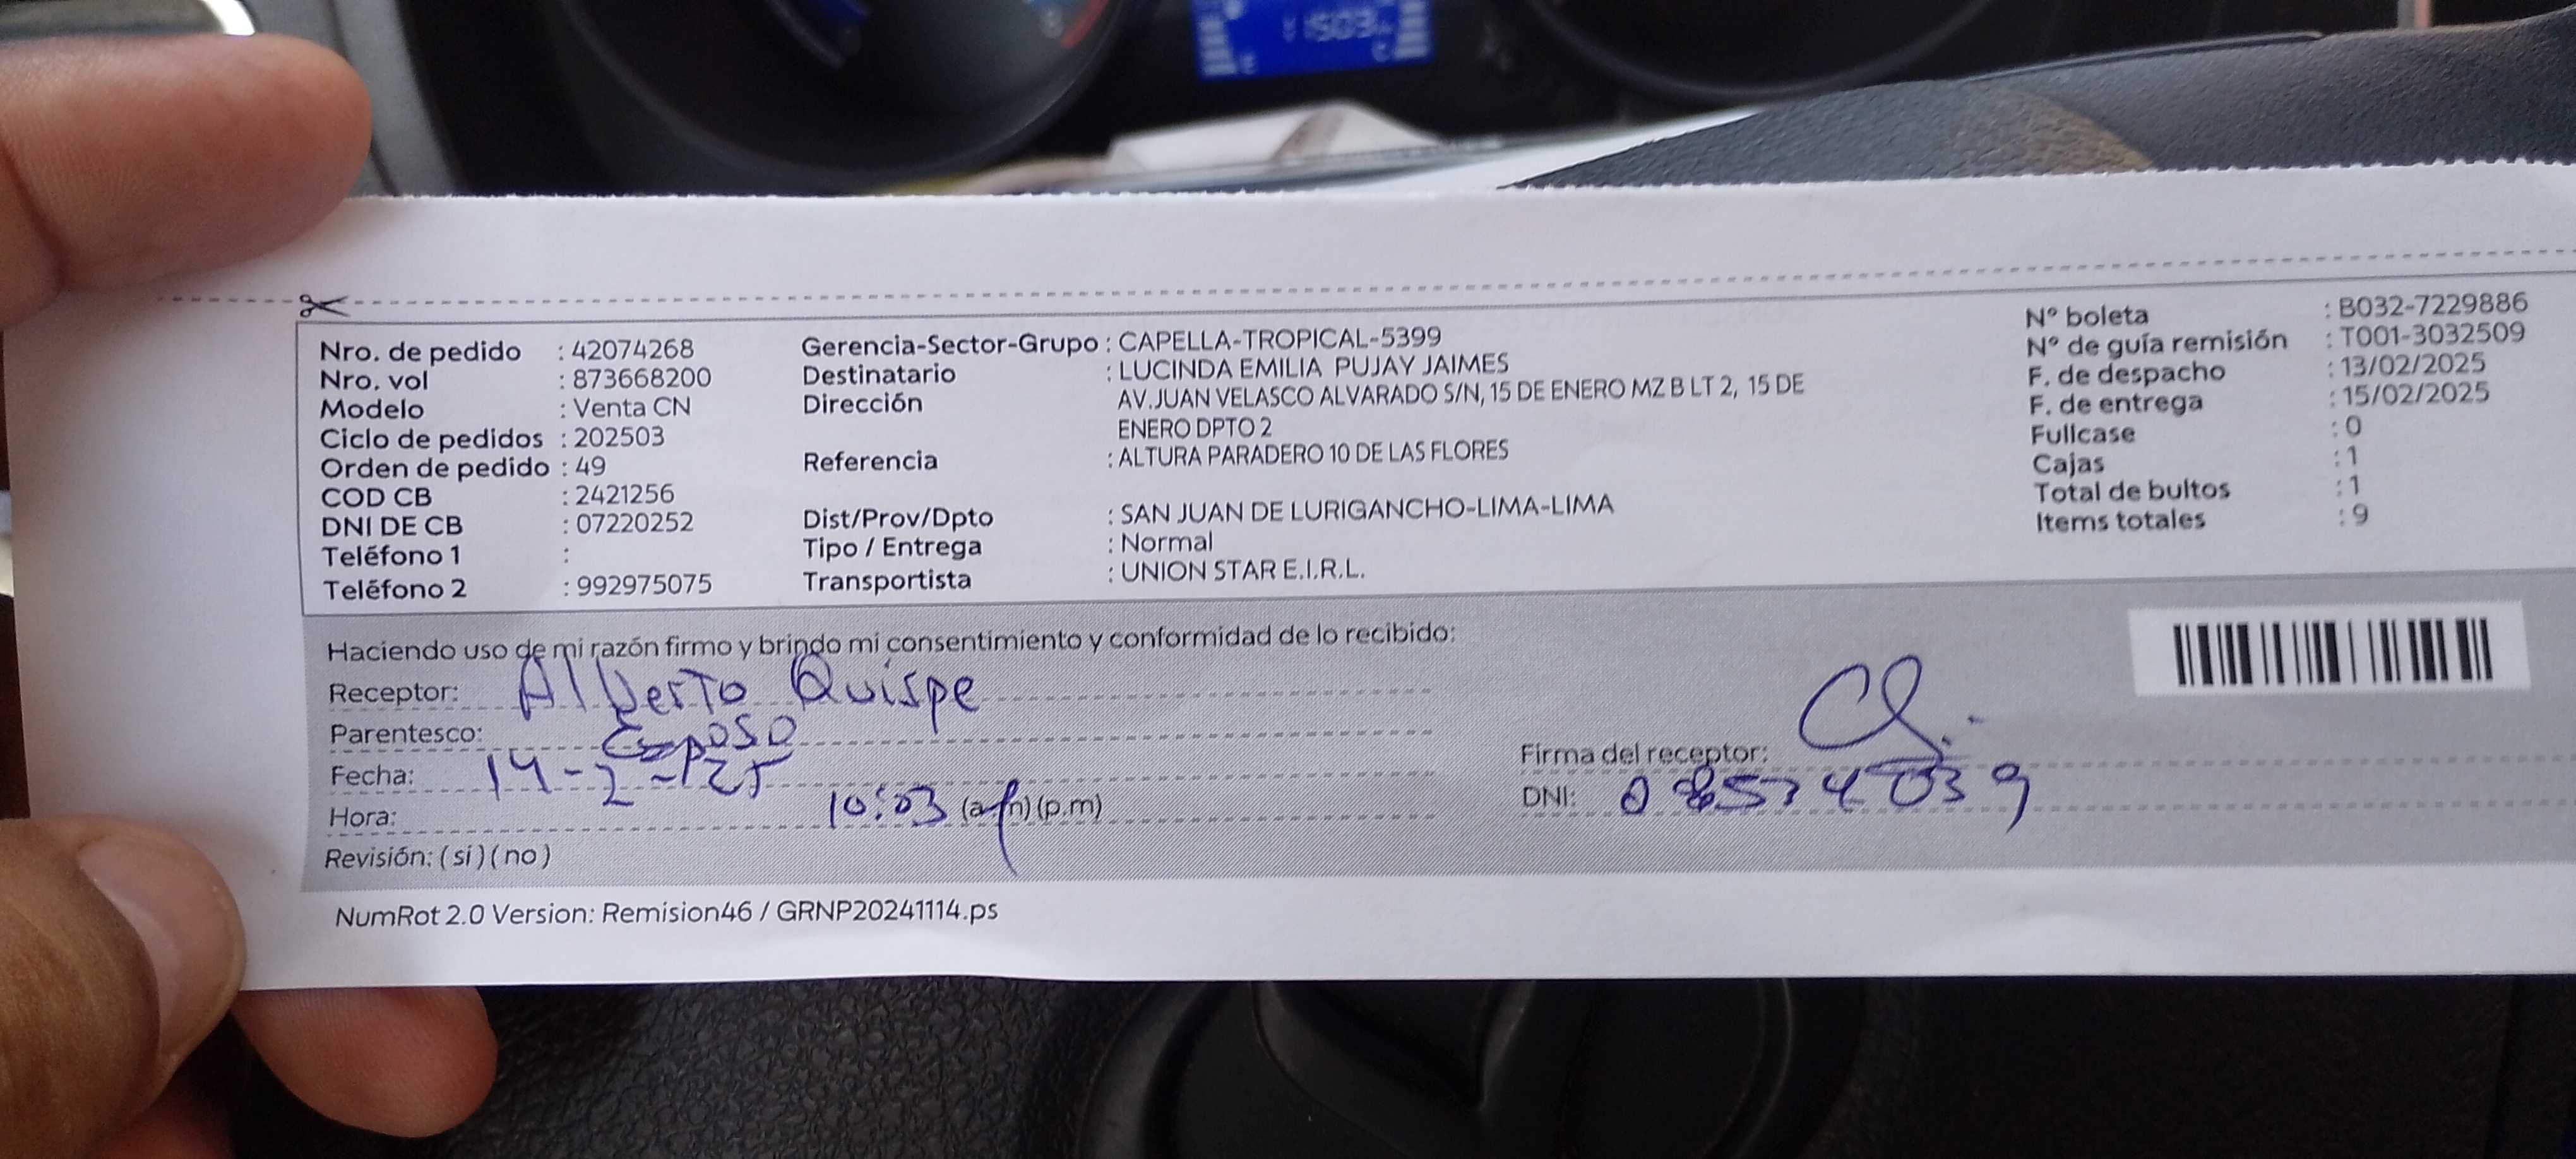 Nro. de pedido : 42074268
Nro. vol : 873668200
Modelo : Venta CN
Ciclo de pedidos : 202503
Orden de pedido : 49
COD CB : 2421256
DNI DE CB : 07220252
Teléfono 1 :
Teléfono 2 : 992975075
Gerencia-Sector-Grupo : CAPELLA-TROPICAL-5399
Destinatario : LUCINDA EMILIA PUJAY JAIMES
Dirección AV.JUAN VELASCO ALVARADO S/N, 15 DE ENERO MZ B LT 2, 15 DE
ENERO DPTO 2
Referencia : ALTURA PARADERO 10 DE LAS FLORES
Dist/Prov/Dpto : SAN JUAN DE LURIGANCHO-LIMA-LIMA
Tipo / Entrega : Normal
Transportista : UNION STAR E.I.R.L.
N° boleta : B032-7229886
N° de guía remisión : T001-3032509
F. de despacho : 13/02/2025
F. de entrega : 15/02/2025
Fullcase : 0
Cajas : 1
Total de bultos : 1
Items totales : 9
Haciendo uso de mi razón firmo y brindo mi consentimiento y conformidad de lo recibido:
Receptor: Alberto Quispe
Parentesco: Esposo
Fecha: 14-2-25
Hora: 10:03 (a.m) (p.m)
Revisión: ( si ) ( no )
Firma del receptor:
DNI:
NumRot 2.0 Version: Remision46 / GRNP20241114.ps